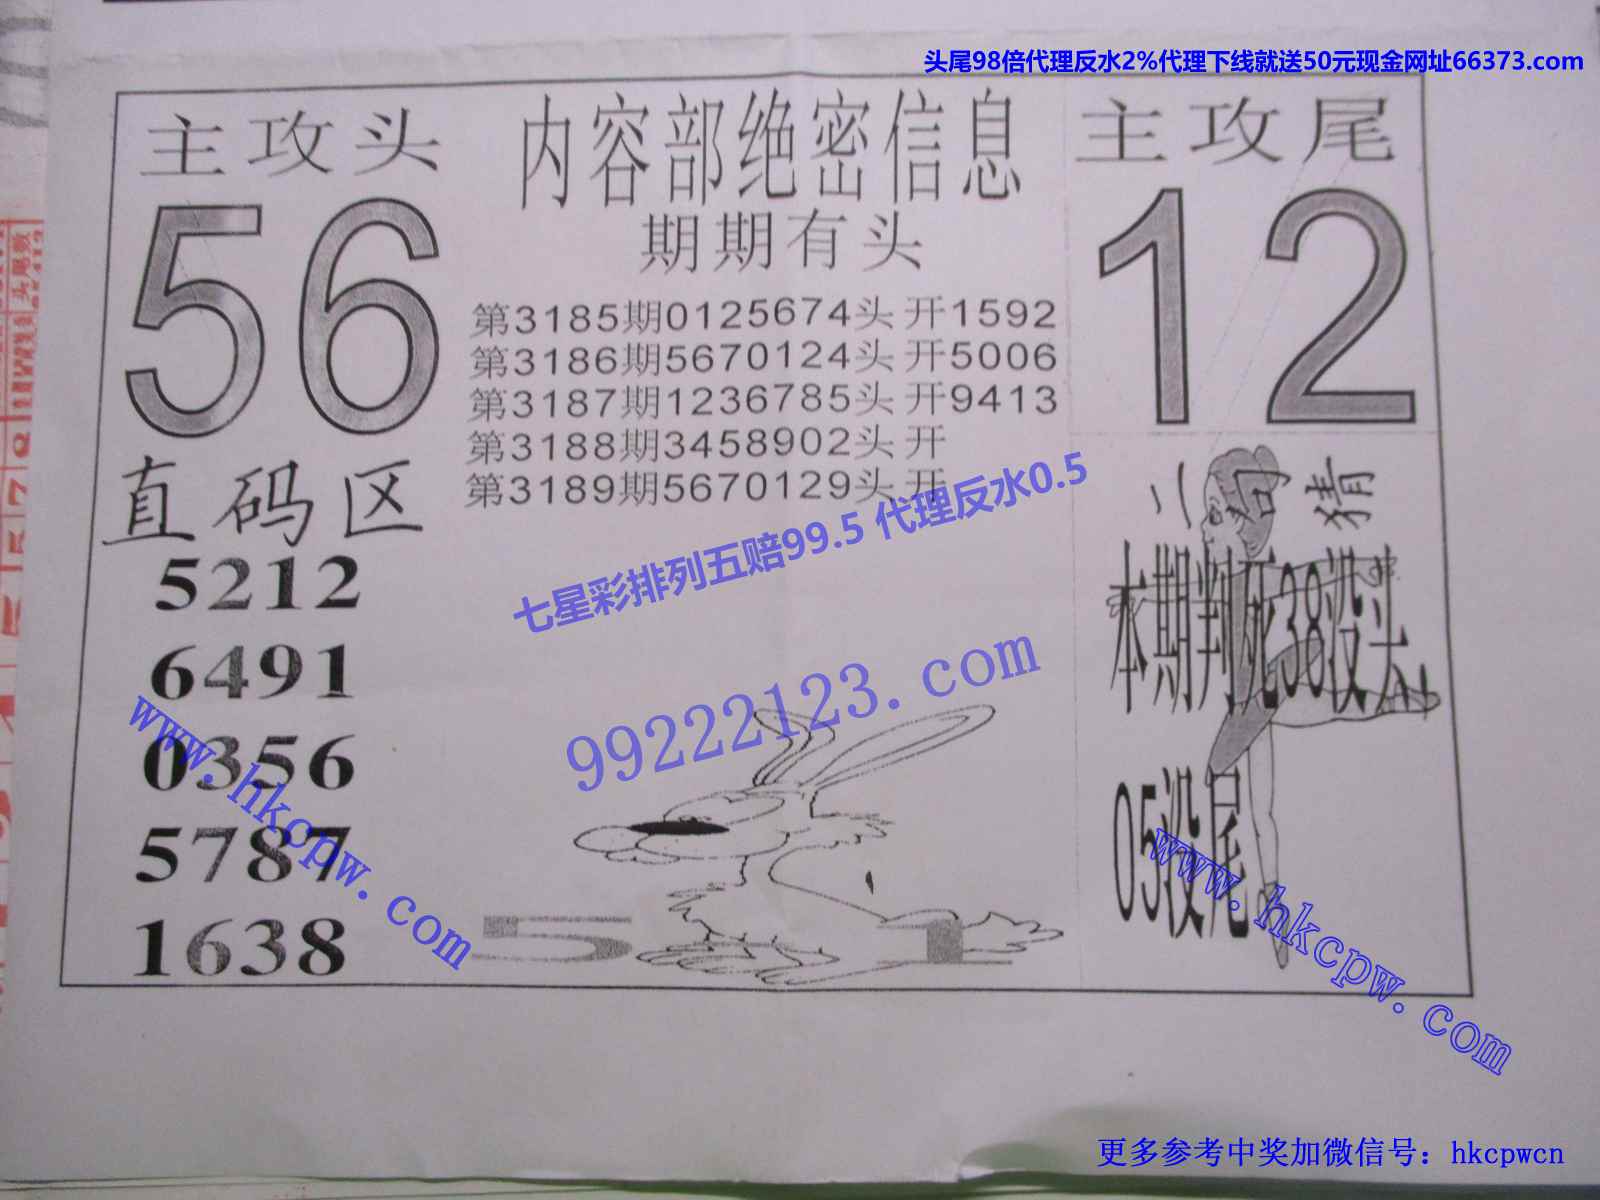 头尾98倍代理反水2%代理下线就送50元现金网址66373.com
主攻头
56
内容部绝密信息
期期有头
主攻尾
12
第3185期0125674头 开1592
第3186期5670124头 开5006
第3187期1236785头 开9413
第3188期3458902头 开
第3189期5670129头 开
直码区
5212
6491
0356
5787
1638
二句猜
本期判死38没头
05没尾
七星彩排列五赔99.5 代理反水0.5
99222123.com
www.hkcpw.com
5 1
www.hkcpw.com
更多参考中奖加微信号：hkcpwcn